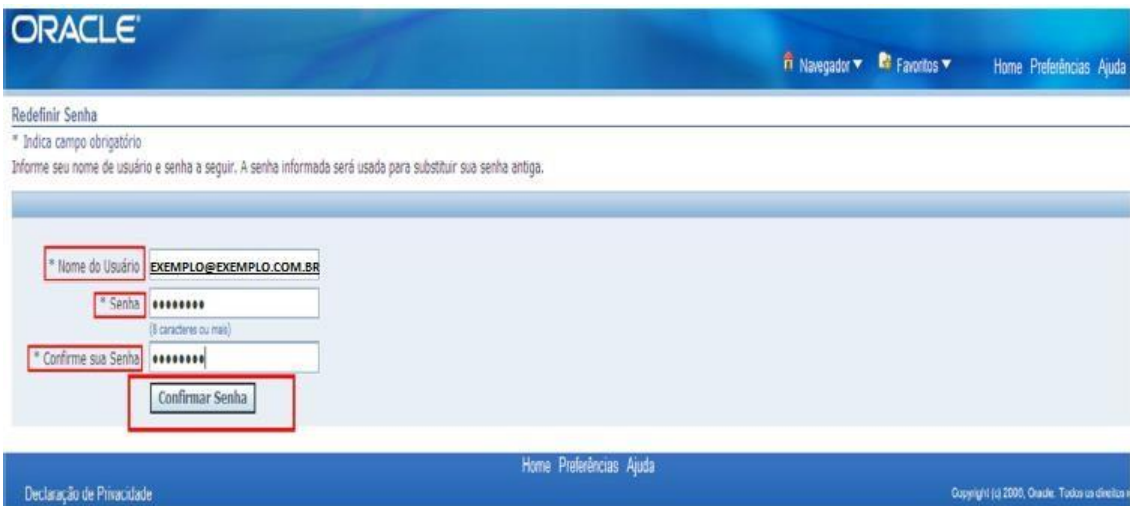 ORACLE
Navegador Favoritos Home Preferências Ajuda
Redefinir Senha
* Indica campo obrigatório
Informe seu nome de usuário e senha a seguir. A senha informada será usada para substituir sua senha antiga.
* Nome do Usuário EXEMPLO@EXEMPLO.COM.BR
* Senha ••••••••
(8 caracteres ou mais)
* Confirme sua Senha ••••••••
Confirmar Senha
Home Preferências Ajuda
Declaração de Privacidade
Copyright (c) 2006, Oracle. Todos os direitos